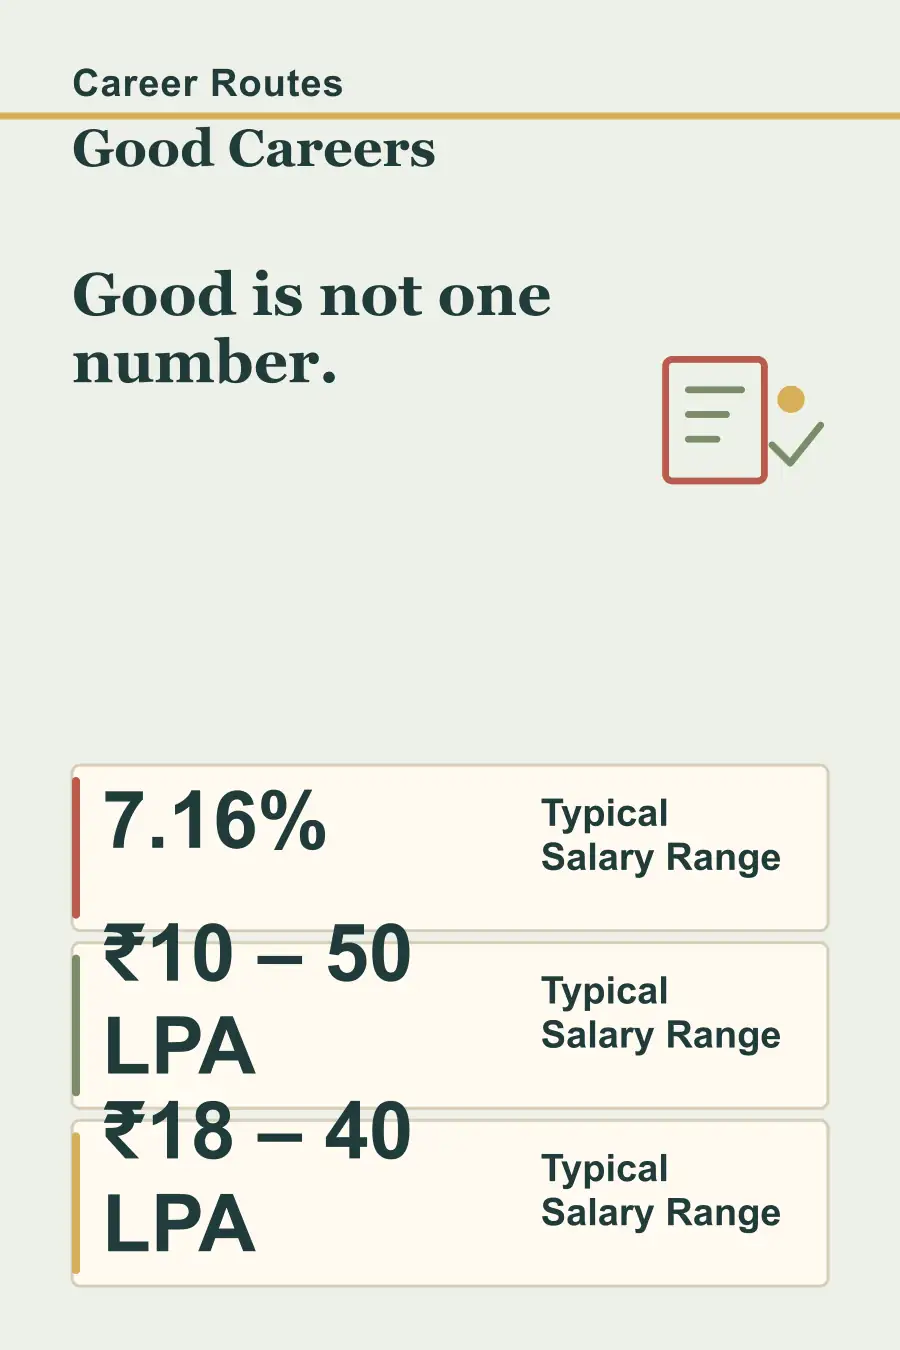 Career Routes
Good Careers
Good is not one
number.
7.16%
Typical
Salary Range
₹10 – 50
LPA
Typical
Salary Range
₹18 – 40
LPA
Typical
Salary Range